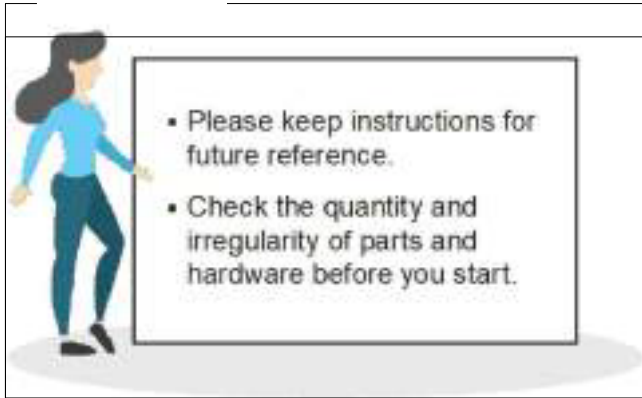 ▪ Please keep instructions for
future reference.
▪ Check the quantity and
irregularity of parts and
hardware before you start.